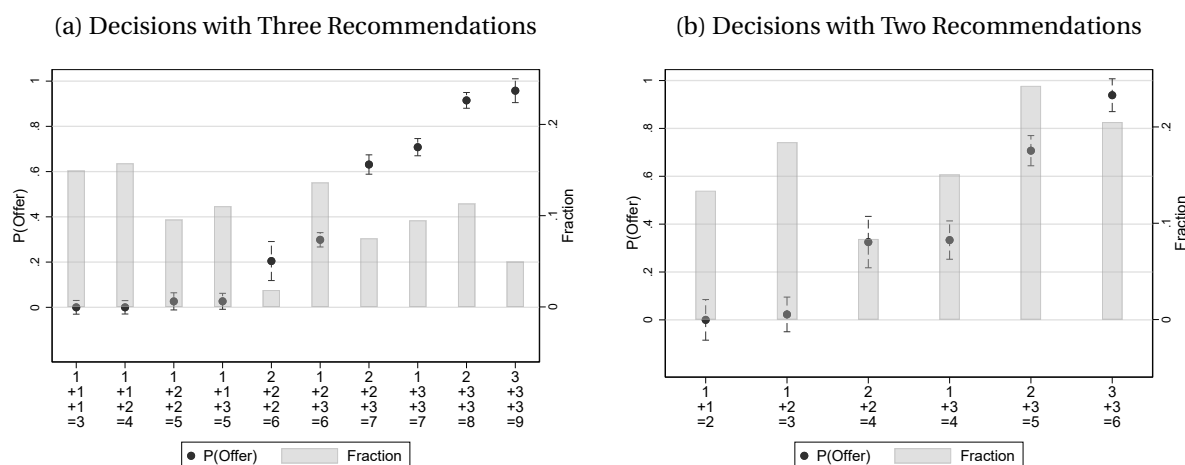 (a) Decisions with Three Recommendations
1
.8
.6
.4
.2
0
P(Offer)
.2
.1
0
Fraction
1 1 1 1 2 1 2 1 2 3
+1 +1 +2 +1 +2 +2 +2 +3 +3 +3
+1 +2 +2 +3 +2 +3 +3 +3 +3 +3
=3 =4 =5 =5 =6 =6 =7 =7 =8 =9
P(Offer) Fraction
(b) Decisions with Two Recommendations
1
.8
.6
.4
.2
0
P(Offer)
.2
.1
0
Fraction
1 1 2 1 2 3
+1 +2 +2 +3 +3 +3
=2 =3 =4 =4 =5 =6
P(Offer) Fraction